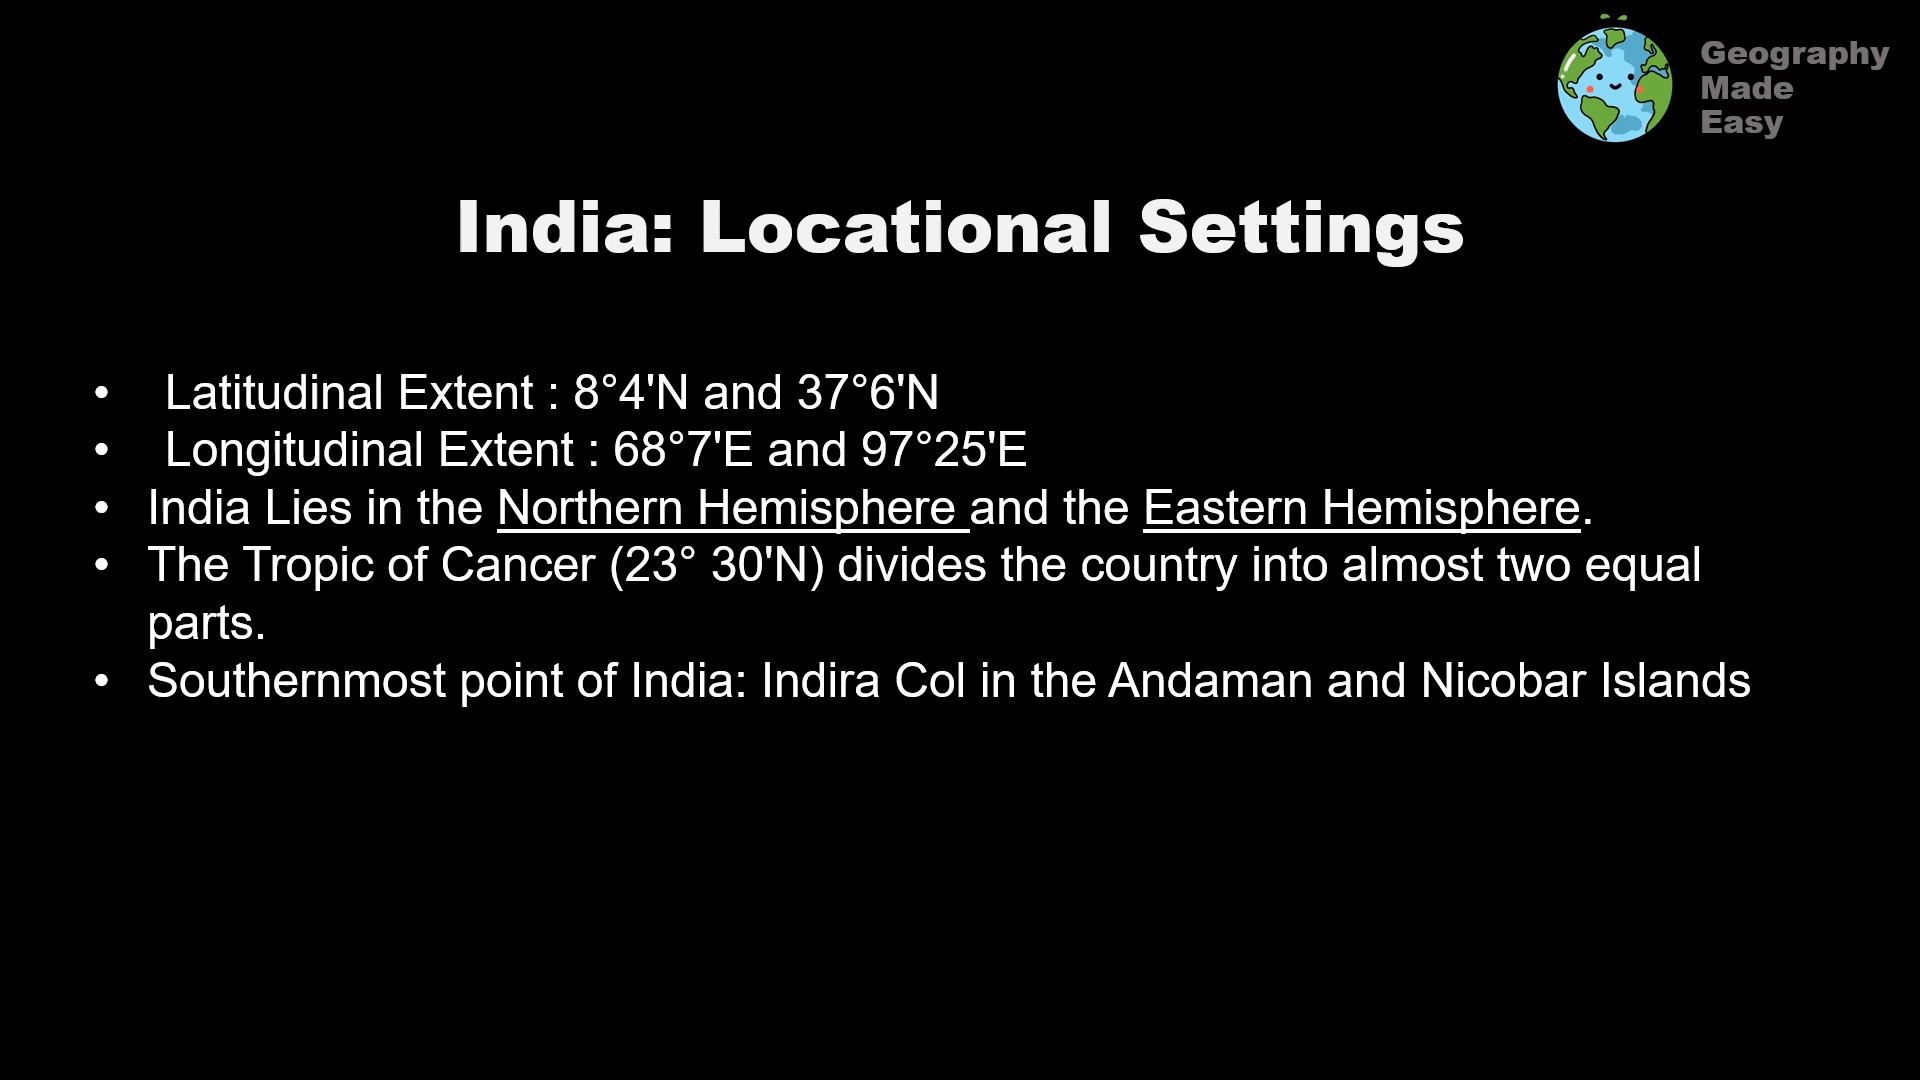 Geography
Made
Easy
India: Locational Settings
• Latitudinal Extent : 8°4'N and 37°6'N
• Longitudinal Extent : 68°7'E and 97°25'E
• India Lies in the Northern Hemisphere and the Eastern Hemisphere.
• The Tropic of Cancer (23° 30'N) divides the country into almost two equal
parts.
• Southernmost point of India: Indira Col in the Andaman and Nicobar Islands